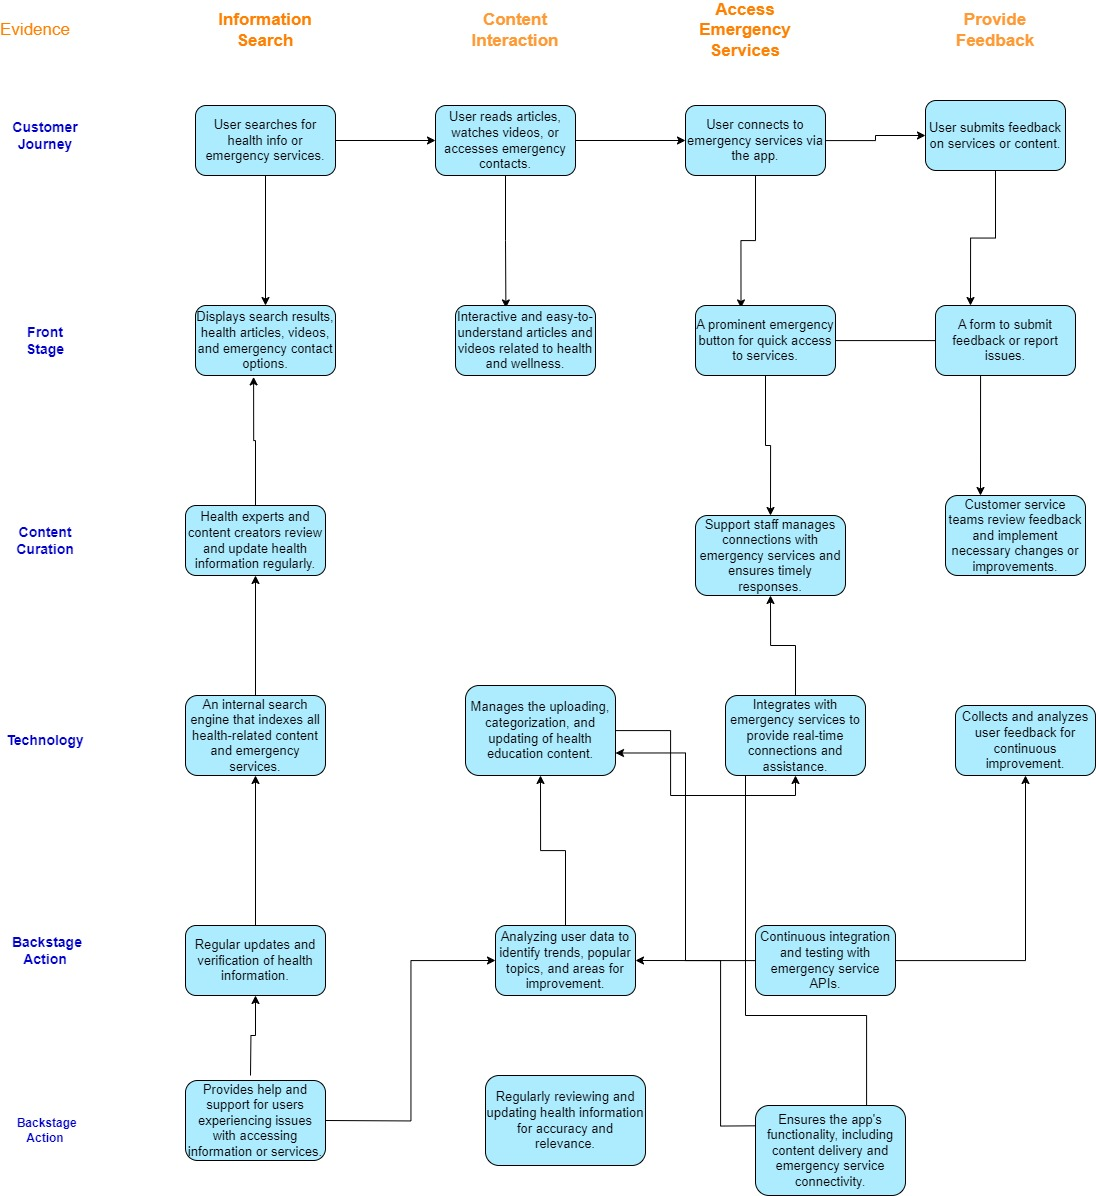 Evidence
Information
Search
Content
Interaction
Access
Emergency
Services
Provide
Feedback
Customer
Journey
User searches for
health info or
emergency services.
User reads articles,
watches videos, or
accesses emergency
contacts.
User connects to
emergency services via
the app.
User submits feedback
on services or content.
Front
Stage
Displays search results,
health articles, videos,
and emergency contact
options.
Interactive and easy-to-
understand articles and
videos related to health
and wellness.
A prominent emergency
button for quick access
to services.
A form to submit
feedback or report
issues.
Content
Curation
Health experts and
content creators review
and update health
information regularly.
Support staff manages
connections with
emergency services and
ensures timely
responses.
Customer service
teams review feedback
and implement
necessary changes or
improvements.
Technology
An internal search
engine that indexes all
health-related content
and emergency
services.
Manages the uploading,
categorization, and
updating of health
education content.
Integrates with
emergency services to
provide real-time
connections and
assistance.
Collects and analyzes
user feedback for
continuous
improvement.
Backstage
Action
Regular updates and
verification of health
information.
Analyzing user data to
identify trends, popular
topics, and areas for
improvement.
Continuous integration
and testing with
emergency service
APIs.
Backstage
Action
Provides help and
support for users
experiencing issues
with accessing
information or services.
Regularly reviewing and
updating health information
for accuracy and
relevance.
Ensures the app's
functionality, including
content delivery and
emergency service
connectivity.